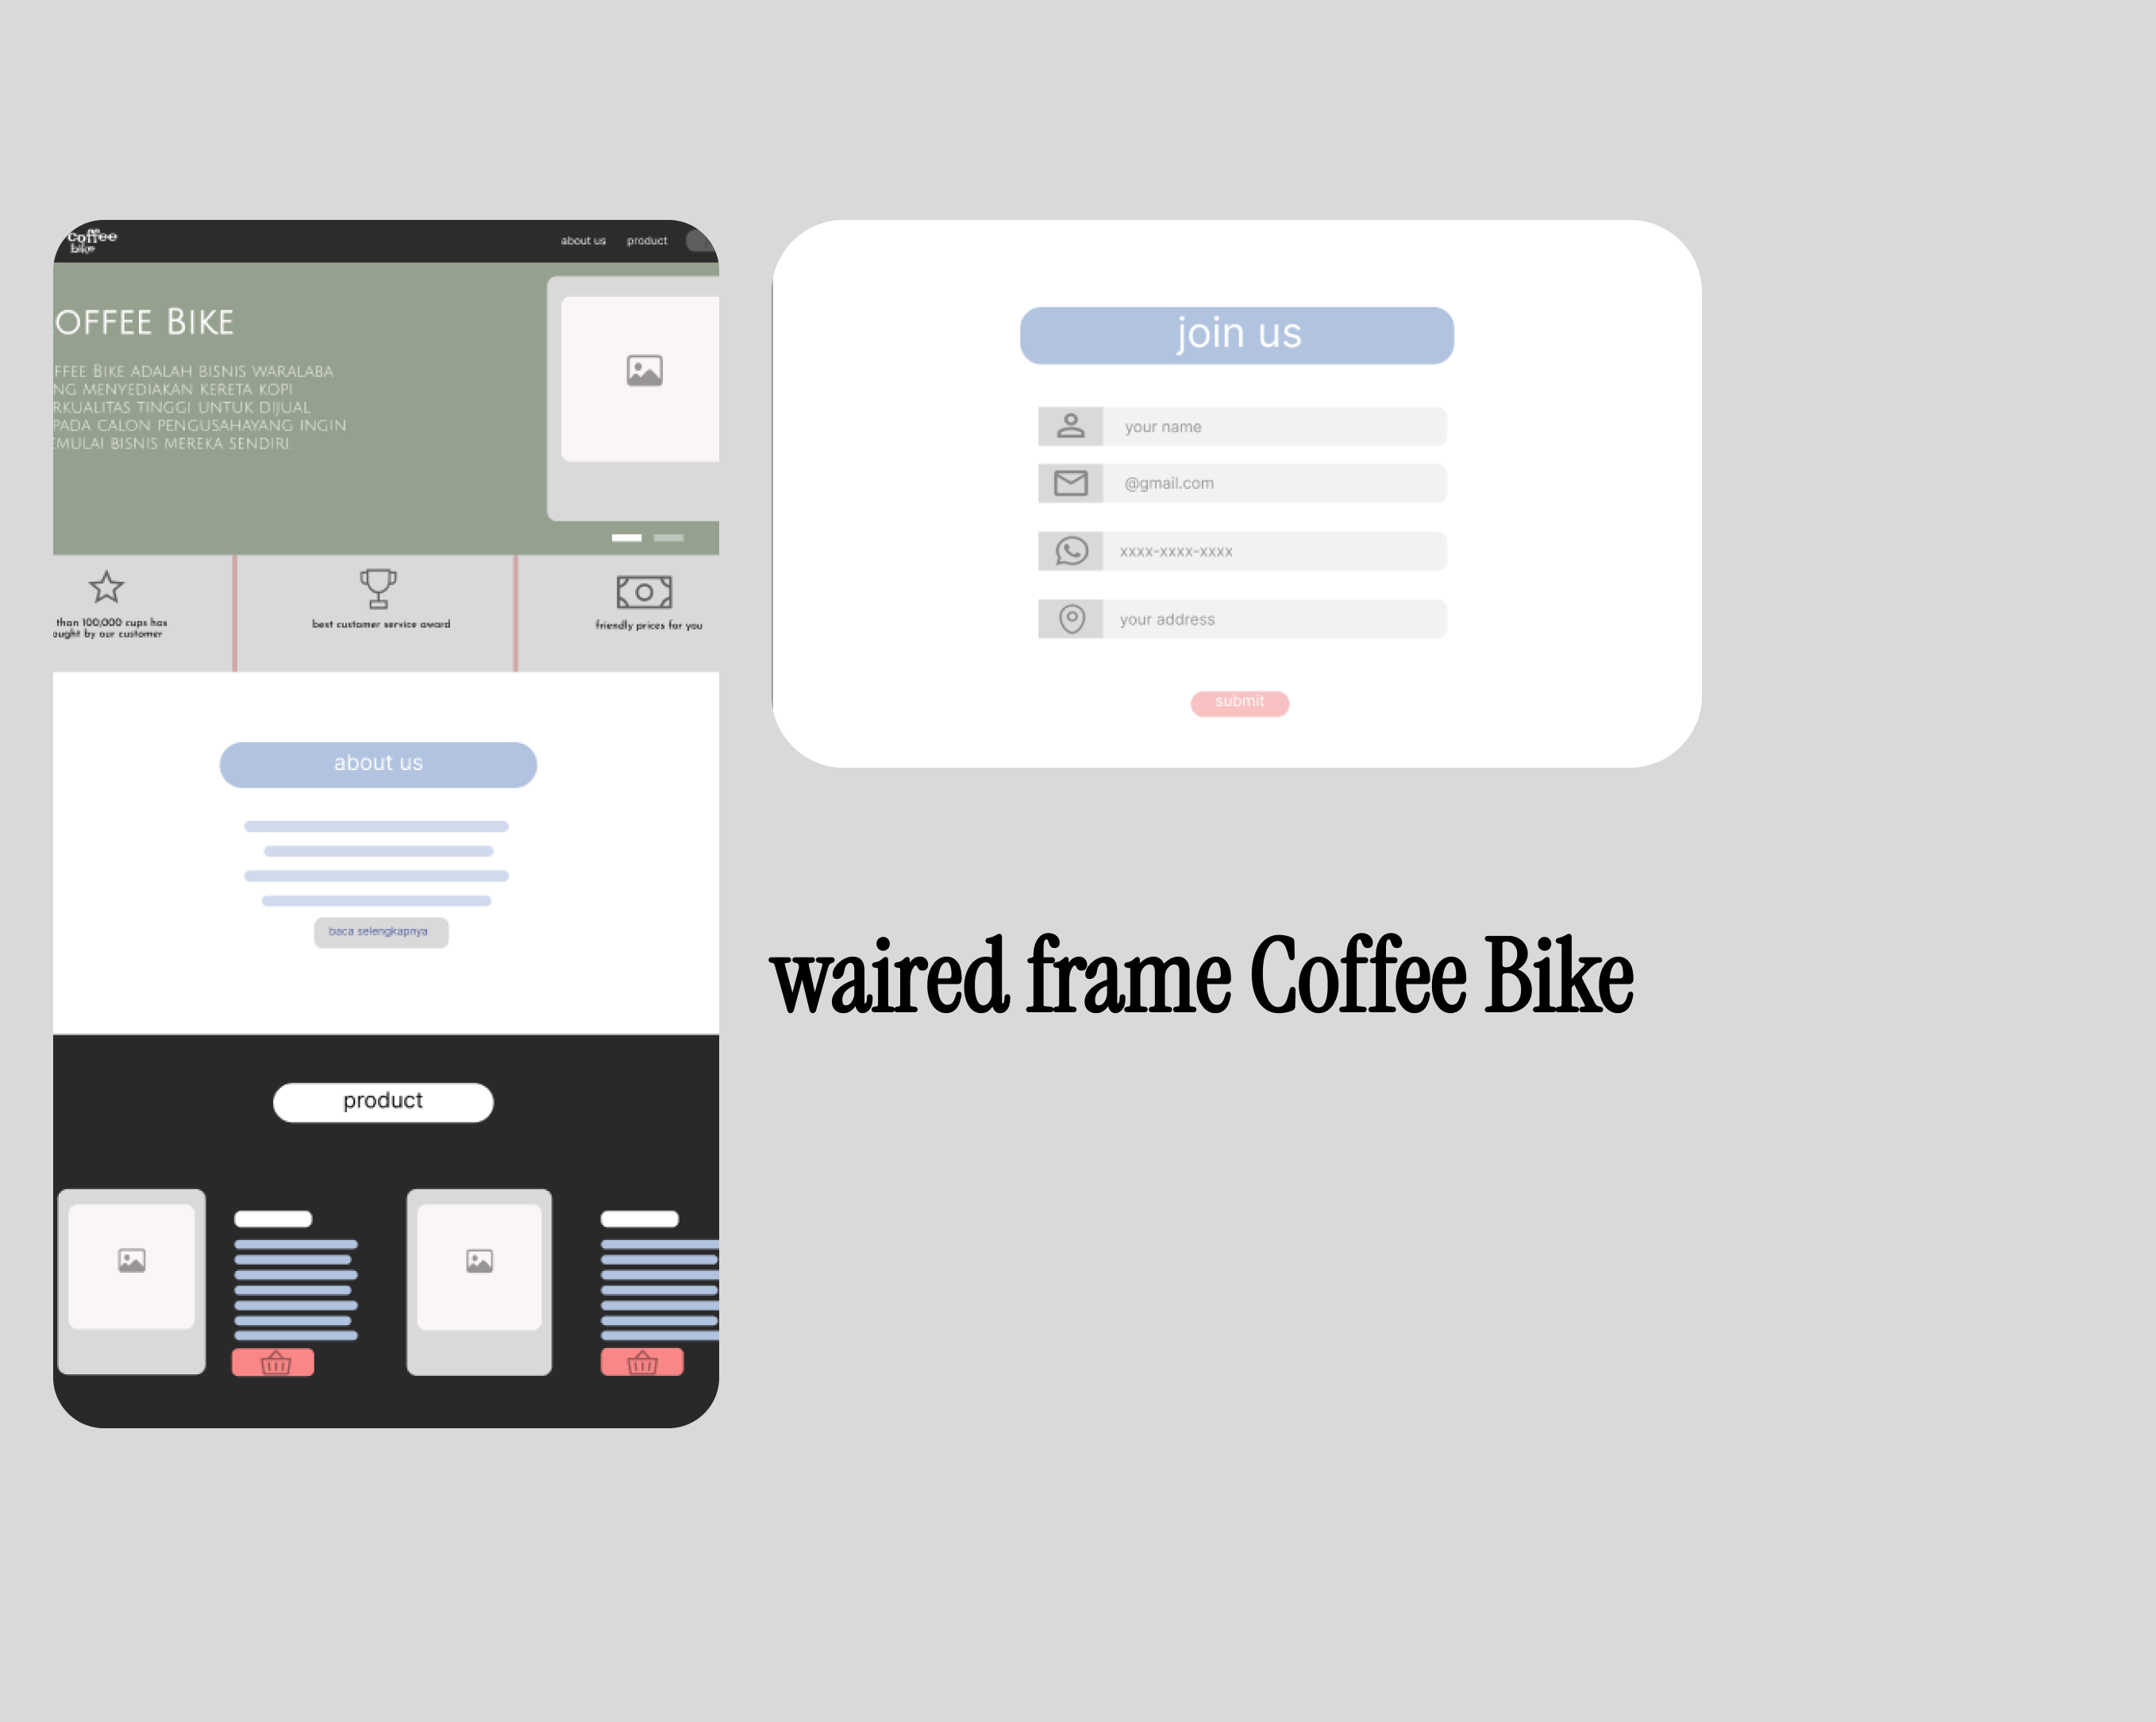 coffee
bike
about us
product
OFFEE BIKE
FFEE BIKE ADALAH BISNIS WARALABA
NG MENYEDIAKAN KERETA KOPI
RKUALITAS TINGGI UNTUK DIJUAL
PADA CALON PENGUSAHAYANG INGIN
EMULAI BISNIS MEREKA SENDIRI.
than 100,000 cups has
ought by our customer
best customer service award
friendly prices for you
about us
baca selengkapnya
product
join us
your name
@gmail.com
xxxx-xxxx-xxxx
your address
submit
waired frame Coffee Bike